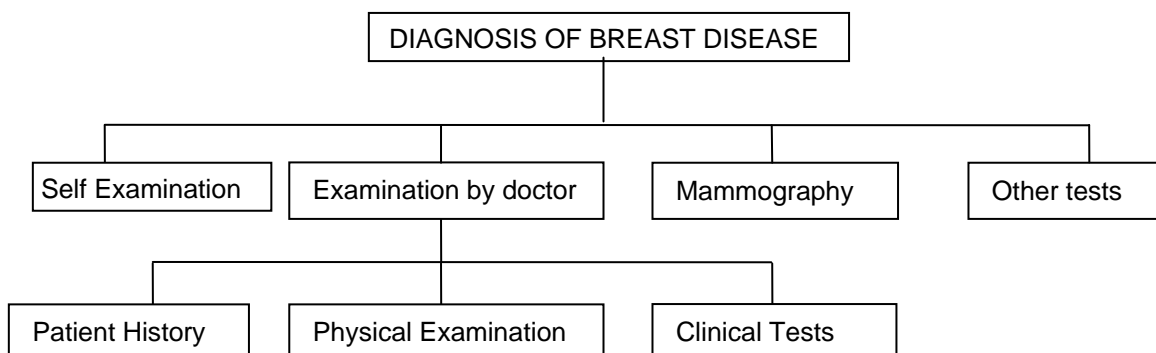 DIAGNOSIS OF BREAST DISEASE
Self Examination
Examination by doctor
Mammography
Other tests
Patient History
Physical Examination
Clinical Tests